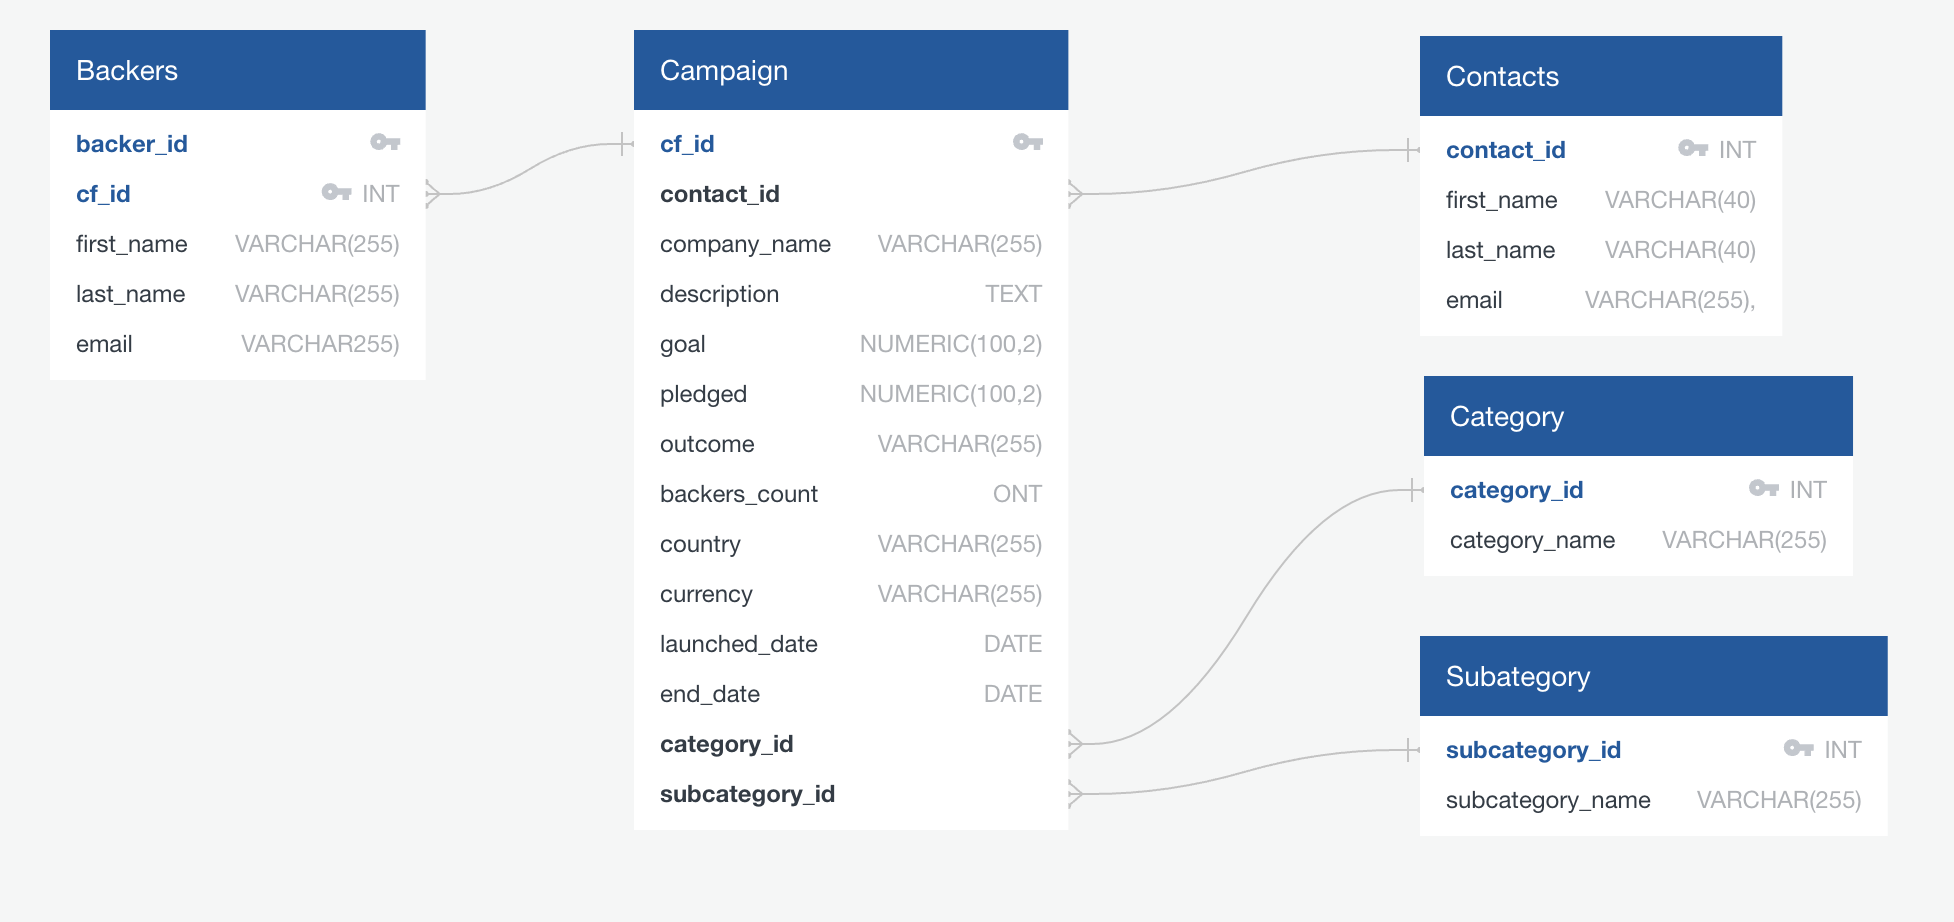 Backers
backer_id
cf_id INT
first_name VARCHAR(255)
last_name VARCHAR(255)
email VARCHAR255)
Campaign
cf_id
contact_id
company_name VARCHAR(255)
description TEXT
goal NUMERIC(100,2)
pledged NUMERIC(100,2)
outcome VARCHAR(255)
backers_count ONT
country VARCHAR(255)
currency VARCHAR(255)
launched_date DATE
end_date DATE
category_id
subcategory_id
Contacts
contact_id INT
first_name VARCHAR(40)
last_name VARCHAR(40)
email VARCHAR(255),
Category
category_id INT
category_name VARCHAR(255)
Subategory
subcategory_id INT
subcategory_name VARCHAR(255)